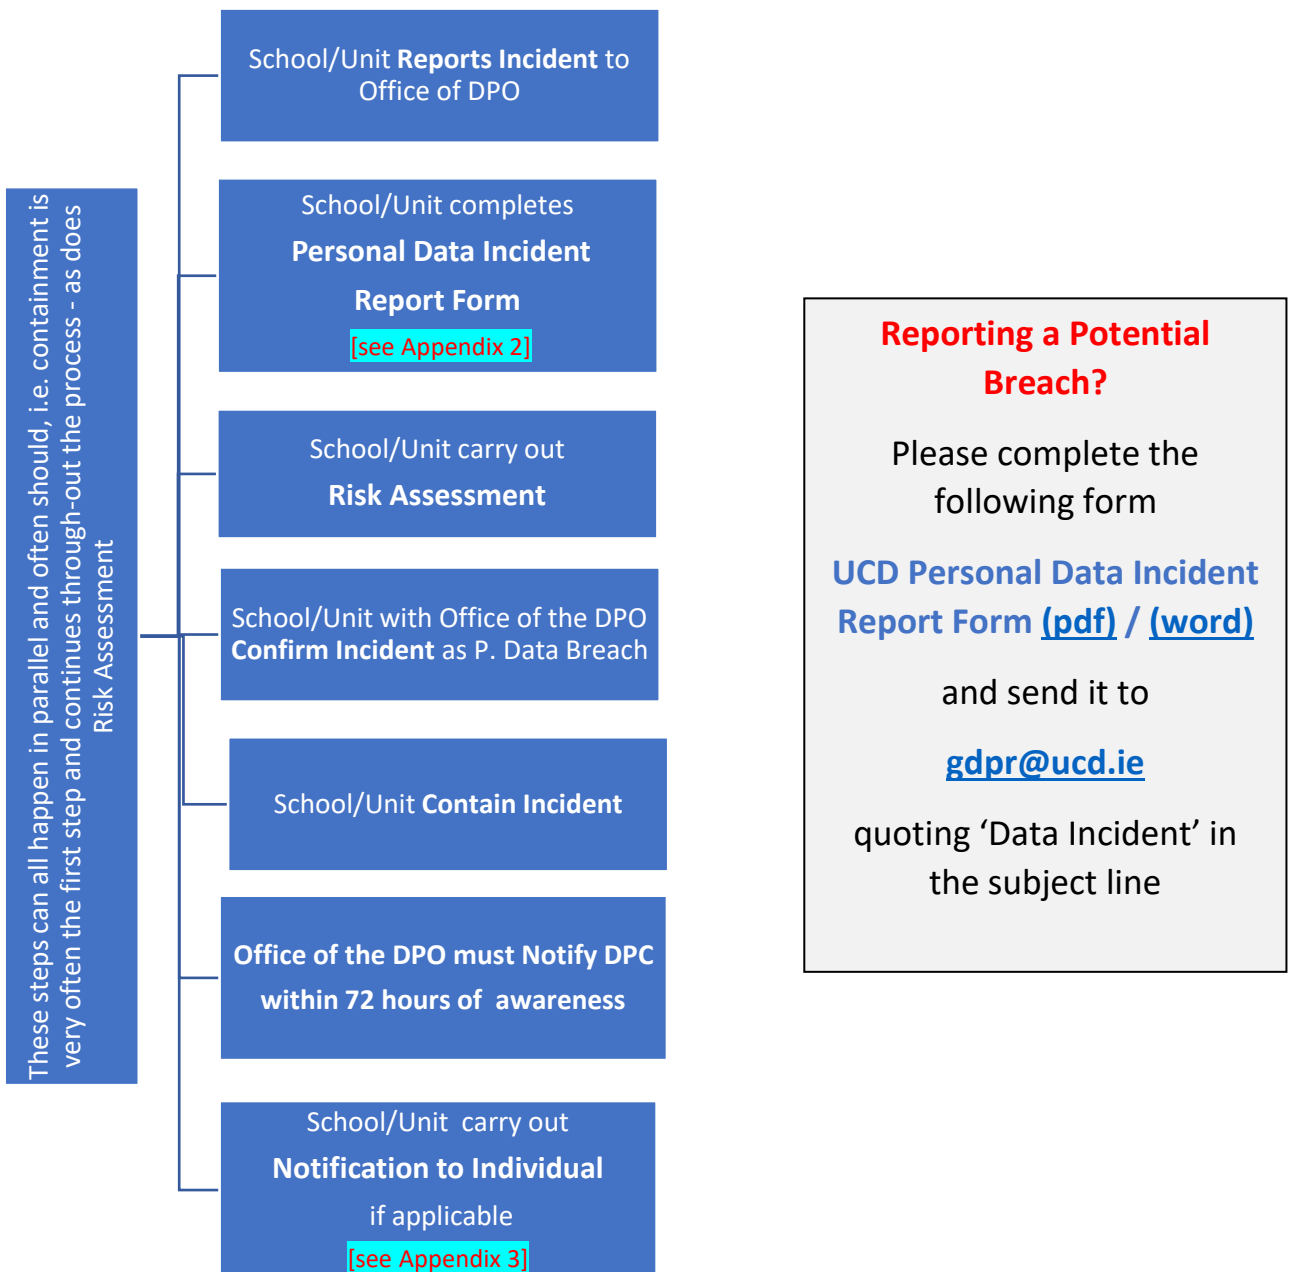 These steps can all happen in parallel and often should, i.e. containment is
very often the first step and continues through-out the process - as does
Risk Assessment
School/Unit Reports Incident to
Office of DPO
School/Unit completes
Personal Data Incident
Report Form
[see Appendix 2]
School/Unit carry out
Risk Assessment
School/Unit with Office of the DPO
Confirm Incident as P. Data Breach
School/Unit Contain Incident
Office of the DPO must Notify DPC
within 72 hours of  awareness
School/Unit  carry out
Notification to Individual
if applicable
[see Appendix 3]
Reporting a Potential
Breach?
Please complete the
following form
UCD Personal Data Incident
Report Form (pdf) / (word)
and send it to
gdpr@ucd.ie
quoting ‘Data Incident’ in
the subject line